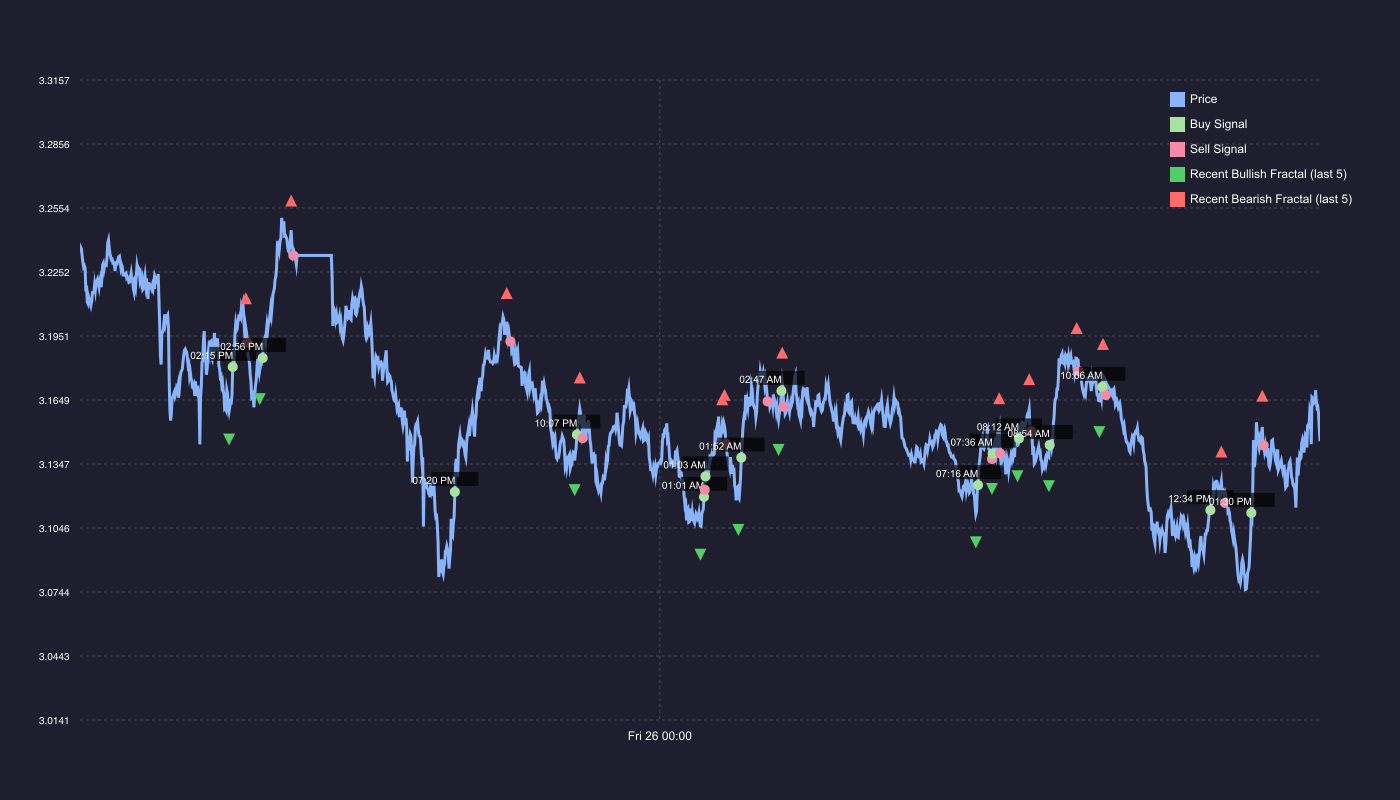 3.3157
3.2856
3.2554
3.2252
3.1951
3.1649
3.1347
3.1046
3.0744
3.0443
3.0141
Price
Buy Signal
Sell Signal
Recent Bullish Fractal (last 5)
Recent Bearish Fractal (last 5)
02:15 PM
02:56 PM
07:20 PM
10:07 PM
01:01 AM
01:03 AM
01:52 AM
02:47 AM
07:16 AM
07:36 AM
08:12 AM
08:54 AM
10:06 AM
12:34 PM
01:30 PM
Fri 26 00:00